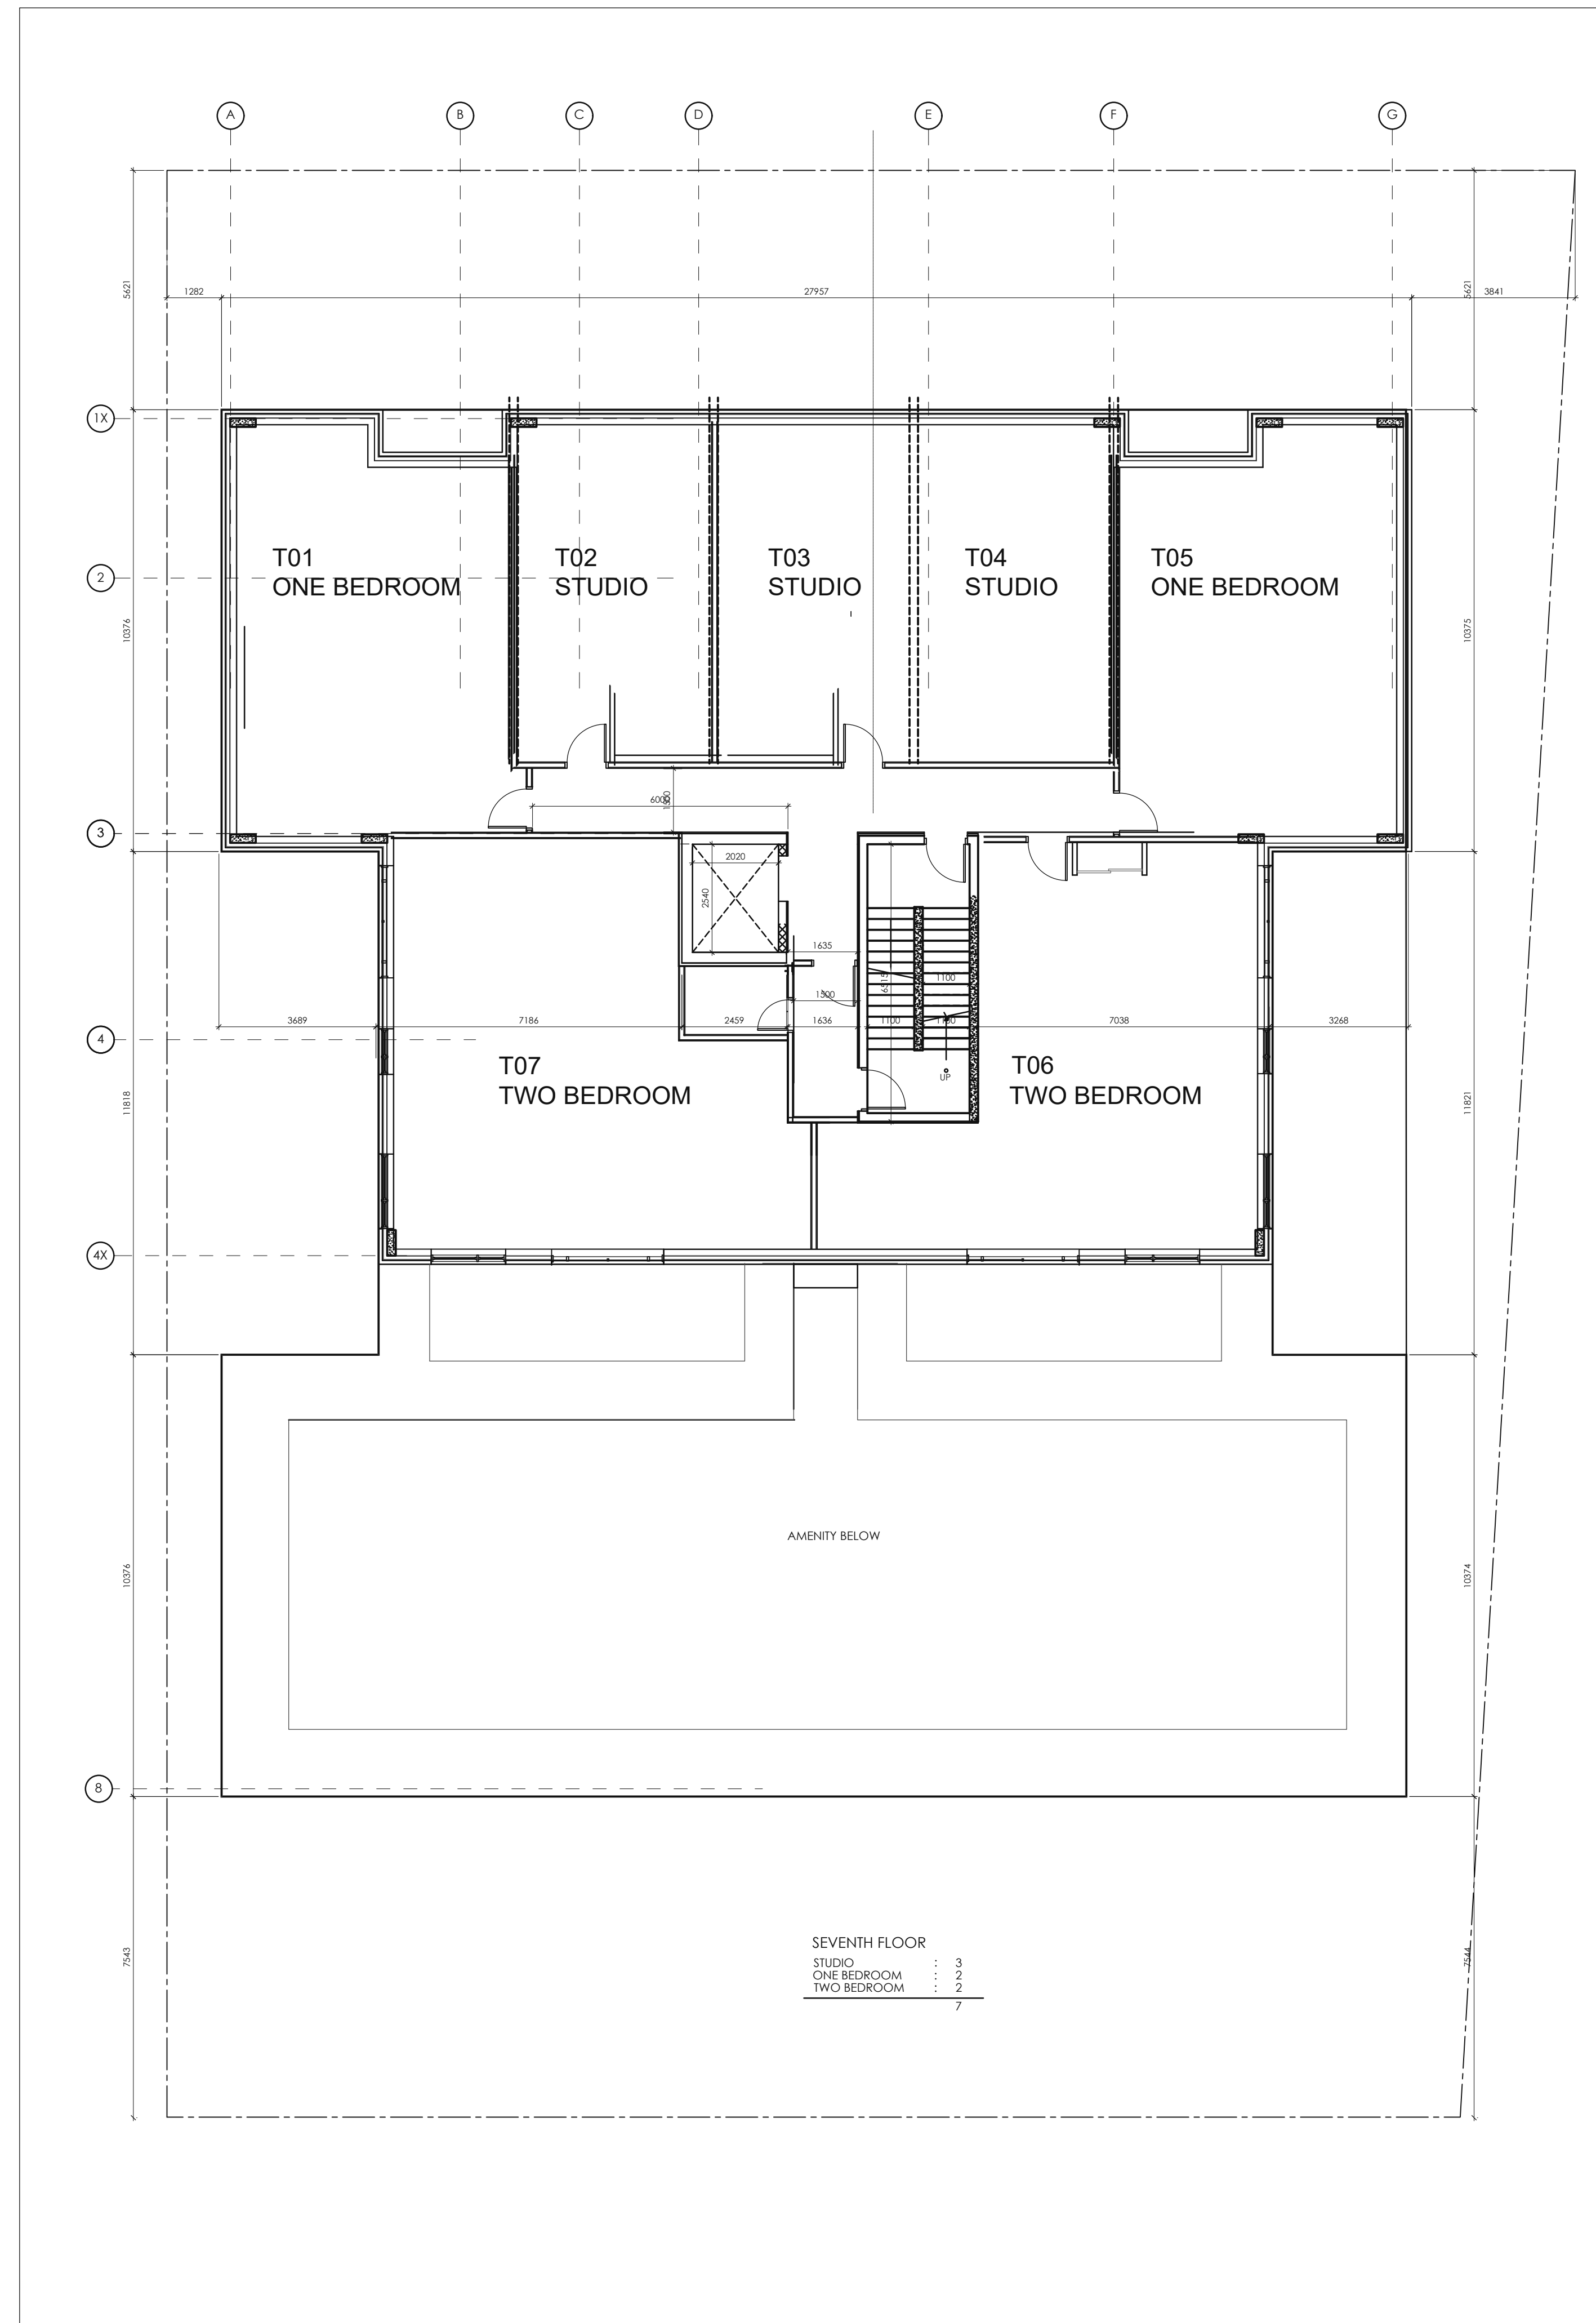 A B C D E F G
5621
5621
1282
27957
3841
1X
T01
ONE BEDROOM
T02
STUDIO
T03
STUDIO
T04
STUDIO
T05
ONE BEDROOM
2
10376
10375
6000
1500
3
2020
2540
1635
6515
1100
1500
3689
7186
2459
1636
1100
1100
7038
3268
4
T07
TWO BEDROOM
T06
TWO BEDROOM
UP
11818
11821
4X
AMENITY BELOW
10376
10374
8
7543
7544
SEVENTH FLOOR
STUDIO : 3
ONE BEDROOM : 2
TWO BEDROOM : 2
7